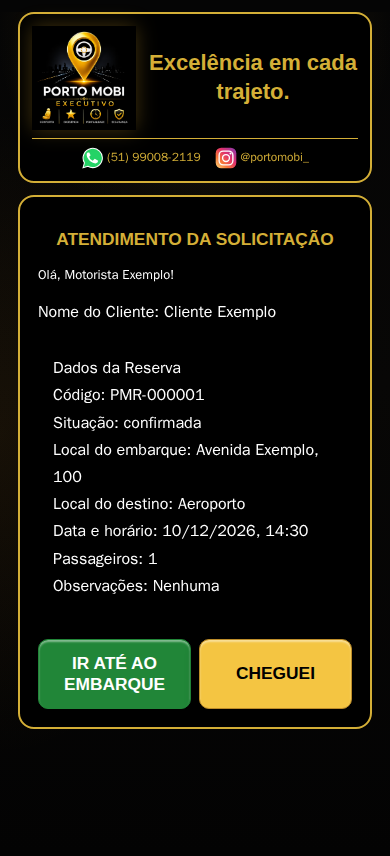 PORTO MOBI
EXECUTIVO
Excelência em cada
trajeto.
(51) 99008-2119 @portomobi_
ATENDIMENTO DA SOLICITAÇÃO
Olá, Motorista Exemplo!
Nome do Cliente: Cliente Exemplo
Dados da Reserva
Código: PMR-000001
Situação: confirmada
Local do embarque: Avenida Exemplo,
100
Local do destino: Aeroporto
Data e horário: 10/12/2026, 14:30
Passageiros: 1
Observações: Nenhuma
IR ATÉ AO
EMBARQUE
CHEGUEI